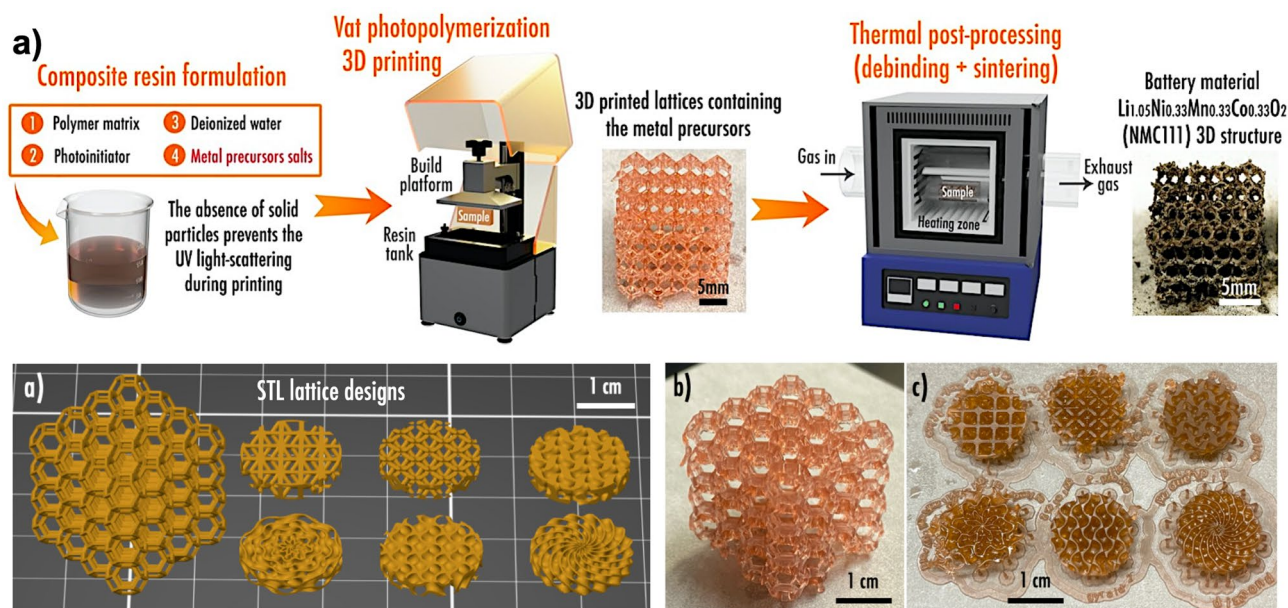 a)
Composite resin formulation
1 Polymer matrix
3 Deionized water
2 Photoinitiator
4 Metal precursors salts
The absence of solid
particles prevents the
UV light-scattering
during printing
Vat photopolymerization
3D printing
Build
platform
Sample
Resin
tank
3D printed lattices containing
the metal precursors
5mm
Thermal post-processing
(debinding + sintering)
Gas in
Sample
Heating zone
Exhaust
gas
Battery material
Li1.05Ni0.33Mn0.33Co0.33O2
(NMC111) 3D structure
5mm
a)
STL lattice designs
1 cm
b)
1 cm
c)
1 cm